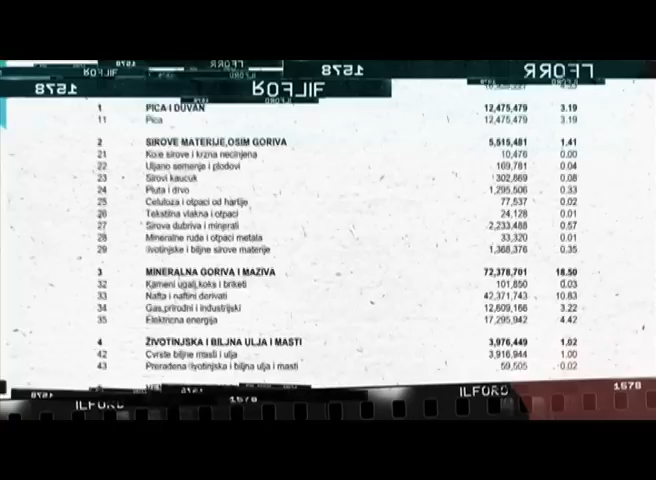 1578
ILFORD
1 PICA I DUVAN 12,475,479 3.19
11 Pica 12,475,479 3.19
2 SIROVE MATERIJE,OSIM GORIVA 5,515,481 1.41
21 Koze sirove i krzna nestinjena 10,476 0.00
22 Uljano semenje i plodovi 169,781 0.04
23 Sirovi kaucuk 302,869 0.08
24 Pluta i drvo 1,295,506 0.33
25 Celuloza i otpaci od hartije 77,537 0.02
26 Tekstilna vlakna i otpaci 24,128 0.01
27 Sirova dubriva i minerali 2,233,488 0.57
28 Mineralne rude i otpaci metala 33,320 0.01
29 zivotinjske i biljne sirove materije 1,368,376 0.35
3 MINERALNA GORIVA I MAZIVA 72,378,701 18.50
32 Kameni ugalj,koks i briketi 101,850 0.03
33 Nafta i naftini derivati 42,371,743 10.83
34 Gas,prirodni i industrijski 12,609,166 3.22
35 Elektricna energija 17,295,942 4.42
4 ŽIVOTINJSKA I BILJNA ULJA I MASTI 3,976,449 1.02
42 Cvrste biljne masti i ulja 3,916,944 1.00
43 Preradena zivotinjska i biljna ulja i masti 59,505 0.02
ILFORD 1578 ILFORD 1578